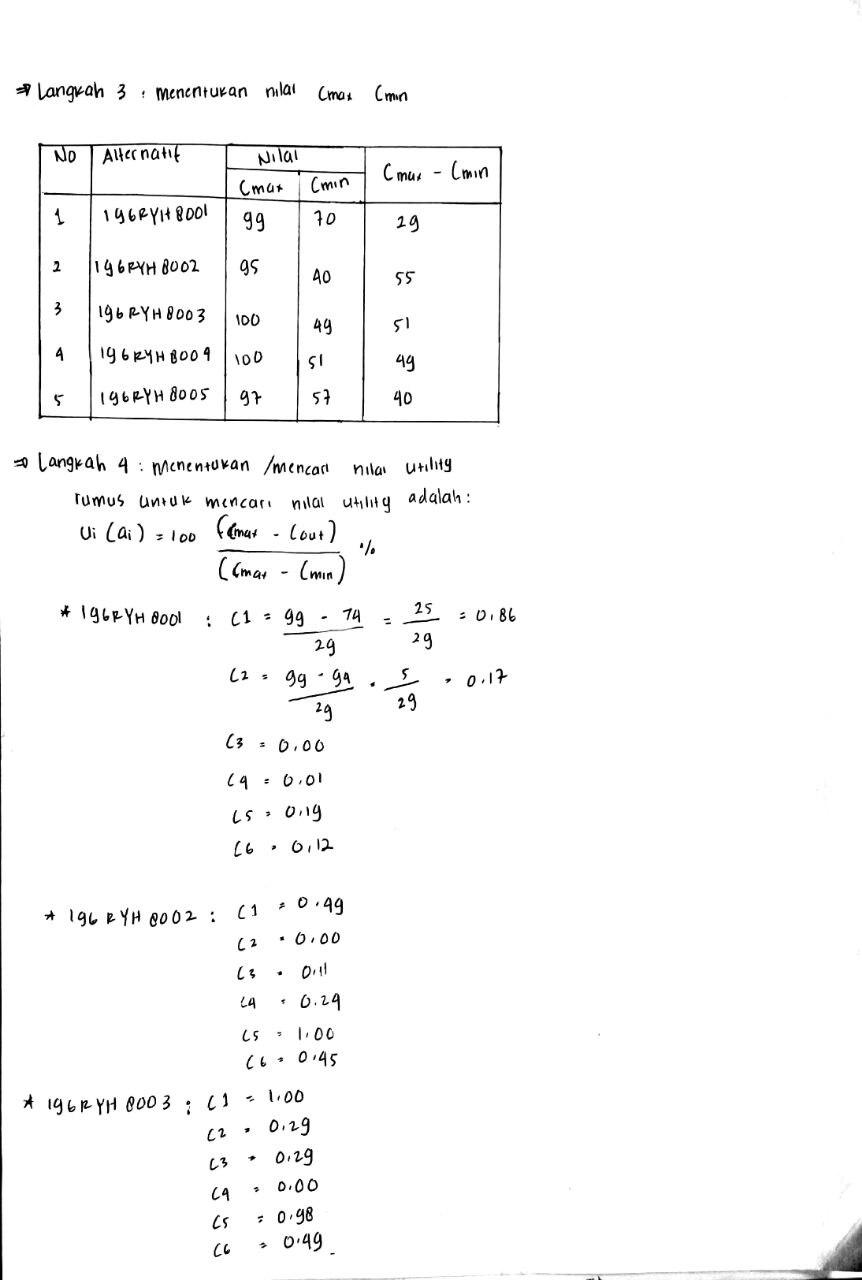 ⇒ Langkah 3 : menentukan nilai Cmax Cmin
No Alternatif Nilai Cmax - Cmin
Cmax Cmin
1 196RYH8001 99 70 29
2 196RYH8002 95 40 55
3 196RYH8003 100 49 51
4 196RYH8004 100 51 49
5 196RYH8005 97 57 40
⇒ Langkah 4 : Menentukan /mencari nilai utility
rumus untuk mencari nilai utility adalah :
Ui (ai) = 100 (Cmax - Cout) / (Cmax - Cmin) %
* 196RYH8001 : C1 = 99 - 74 / 29 = 25 / 29 = 0,86
C2 = 99 - 94 / 29 = 5 / 29 = 0.17
C3 = 0,00
C4 = 0,01
C5 = 0,19
C6 = 0,12
* 196RYH8002 : C1 = 0.49
C2 = 0,00
C3 = 0,11
C4 = 0.24
C5 = 1,00
C6 = 0,45
* 196RYH8003 : C1 = 1,00
C2 = 0,29
C3 = 0,29
C4 = 0,00
C5 = 0,98
C6 = 0,49